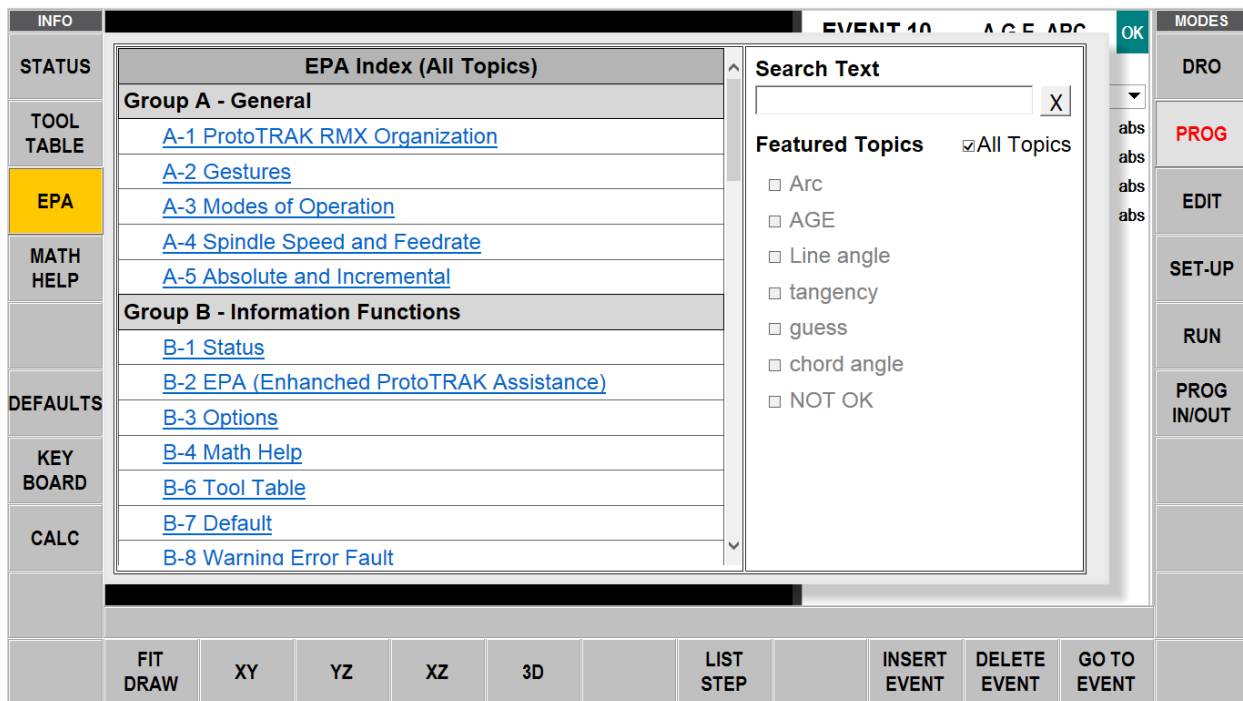 INFO
STATUS
TOOL
TABLE
EPA
MATH
HELP
DEFAULTS
KEY
BOARD
CALC
EVENT 10 A.G.E. ARC
OK
EPA Index (All Topics)
Group A - General
A-1 ProtoTRAK RMX Organization
A-2 Gestures
A-3 Modes of Operation
A-4 Spindle Speed and Feedrate
A-5 Absolute and Incremental
Group B - Information Functions
B-1 Status
B-2 EPA (Enhanched ProtoTRAK Assistance)
B-3 Options
B-4 Math Help
B-6 Tool Table
B-7 Default
B-8 Warning Error Fault
Search Text
X
Featured Topics All Topics
Arc
AGE
Line angle
tangency
guess
chord angle
NOT OK
abs
abs
abs
abs
MODES
DRO
PROG
EDIT
SET-UP
RUN
PROG
IN/OUT
FIT
DRAW
XY
YZ
XZ
3D
LIST
STEP
INSERT
EVENT
DELETE
EVENT
GO TO
EVENT